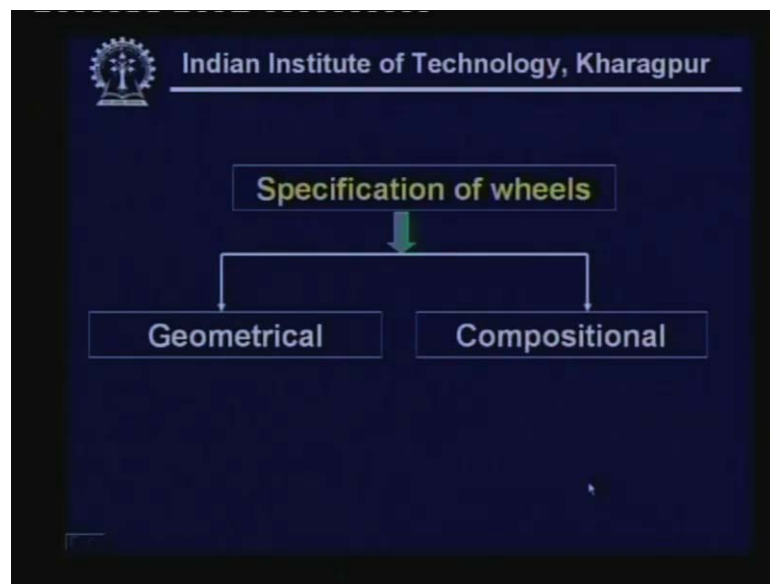 Indian Institute of Technology, Kharagpur
Specification of wheels
Geometrical
Compositional